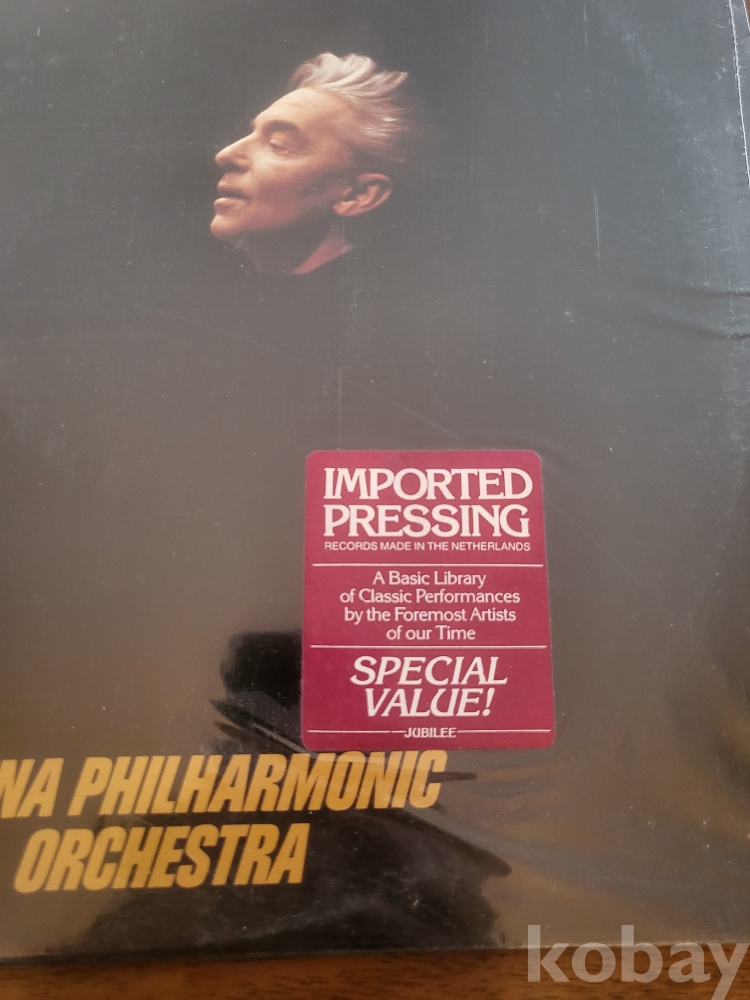 IMPORTED
PRESSING
RECORDS MADE IN THE NETHERLANDS
A Basic Library
of Classic Performances
by the Foremost Artists
of our Time
SPECIAL
VALUE!
JUBILEE
NA PHILHARMONIC
ORCHESTRA
kobay